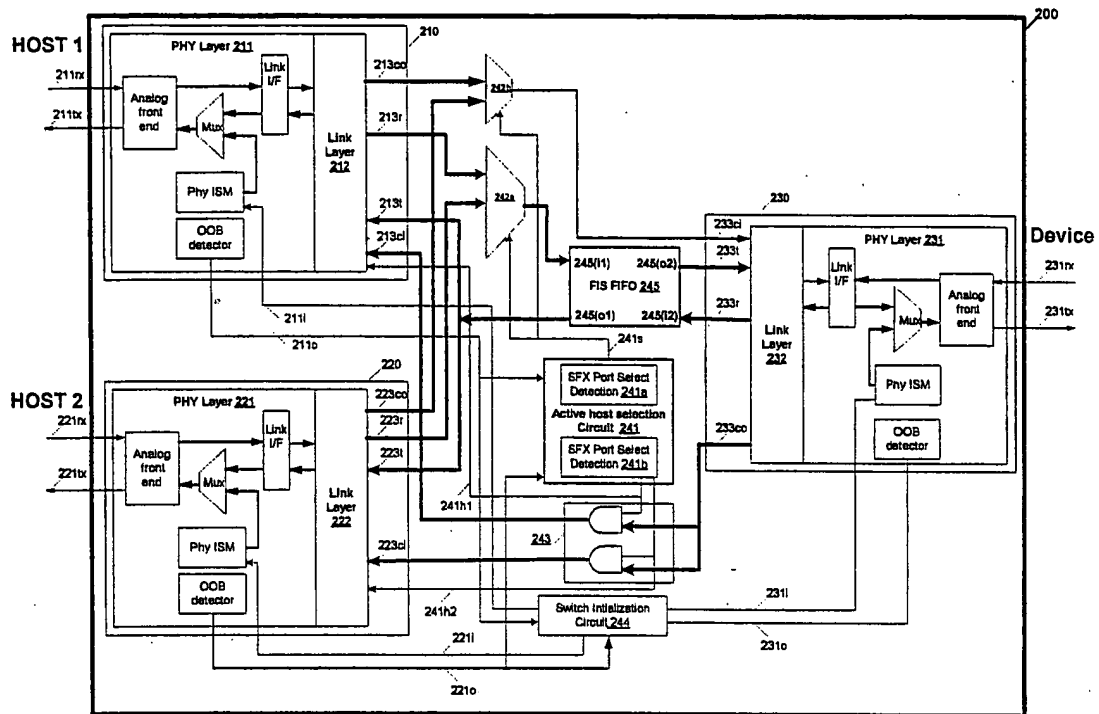 200
HOST 1
210
PHY Layer 211
211rx
211tx
Analog front end
Mux
Link I/F
Link Layer 212
Phy ISM
OOB detector
213co
213r
213t
213ci
242b
242a
211i
211o
230
233ci
233t
233r
233co
PHY Layer 231
Device
231rx
231tx
Link Layer 232
Link I/F
Mux
Analog front end
Phy ISM
OOB detector
245(i1)
245(o2)
FIS FIFO 245
245(o1)
245(i2)
241s
SFX Port Select Detection 241a
Active host selection Circuit 241
SFX Port Select Detection 241b
HOST 2
220
PHY Layer 221
221rx
221tx
Analog front end
Mux
Link I/F
Link Layer 222
Phy ISM
OOB detector
223co
223r
223t
223ci
241h1
241h2
243
Switch Intialization Circuit 244
231i
231o
221i
221o